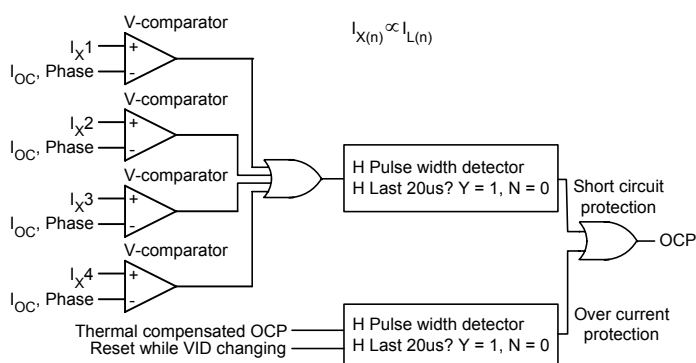 V-comparator
I_X1
I_OC, Phase
+
-
I_X(n) ∝ I_L(n)
V-comparator
I_X2
I_OC, Phase
+
-
V-comparator
I_X3
I_OC, Phase
+
-
V-comparator
I_X4
I_OC, Phase
+
-
H Pulse width detector
H Last 20us? Y = 1, N = 0
Short circuit
protection
OCP
Over current
protection
Thermal compensated OCP
Reset while VID changing
H Pulse width detector
H Last 20us? Y = 1, N = 0